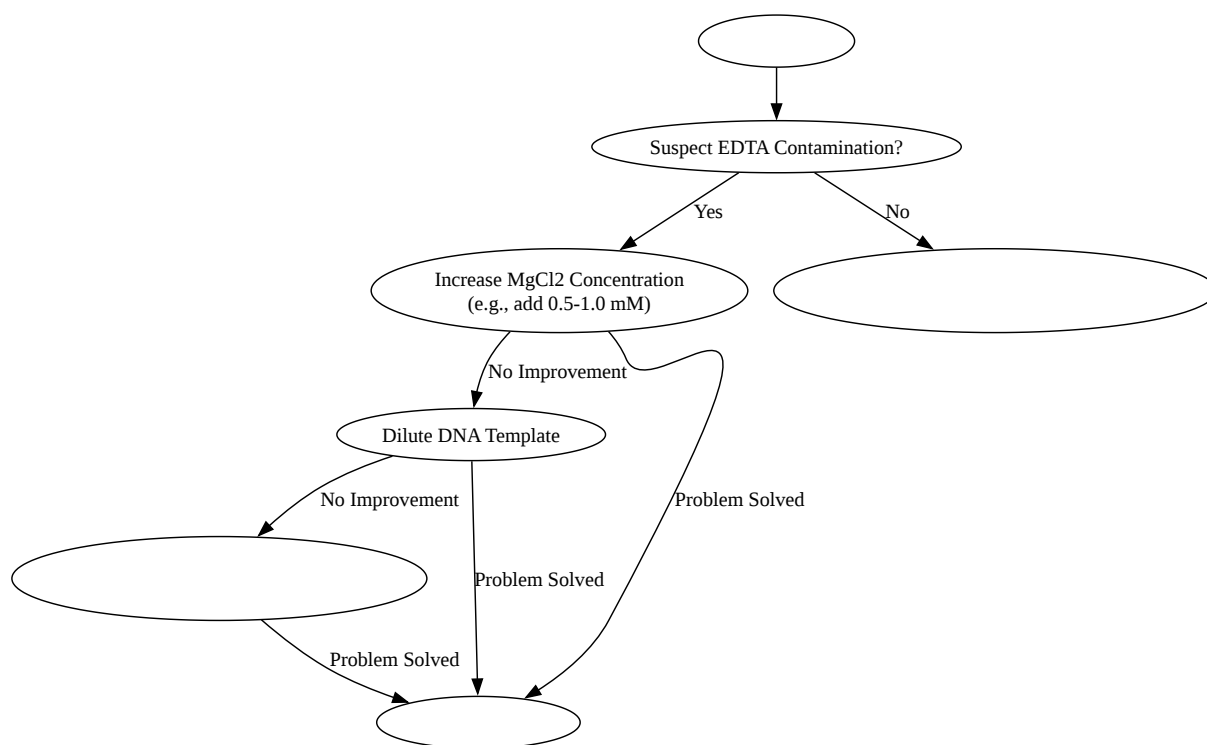 Suspect EDTA Contamination?
Yes
No
Increase MgCl2 Concentration
(e.g., add 0.5-1.0 mM)
No Improvement
Dilute DNA Template
No Improvement
Problem Solved
Problem Solved
Problem Solved